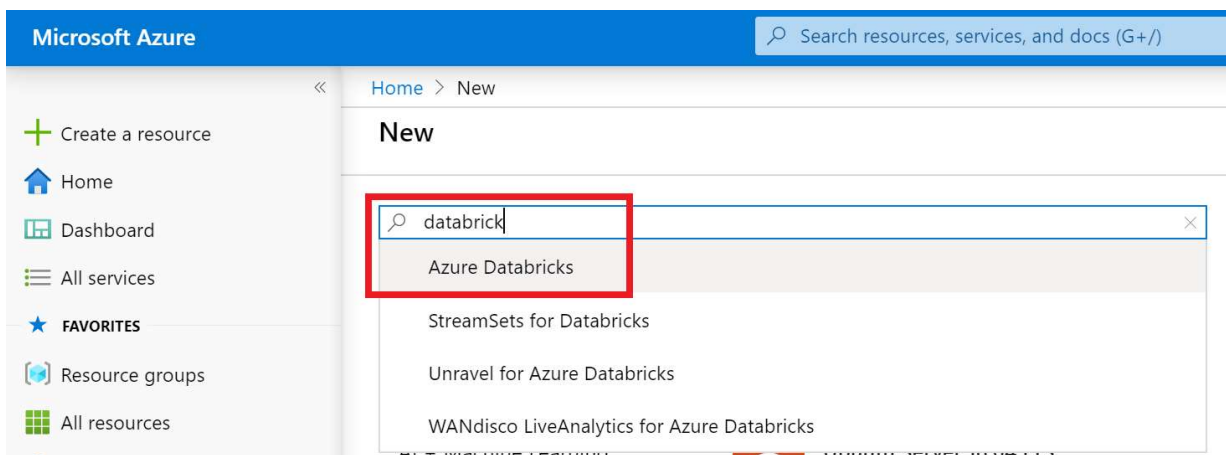 Microsoft Azure
Search resources, services, and docs (G+/)
«
Home > New
Create a resource
New
Home
databrick
Dashboard
Azure Databricks
All services
StreamSets for Databricks
FAVORITES
Unravel for Azure Databricks
Resource groups
All resources
WANdisco LiveAnalytics for Azure Databricks